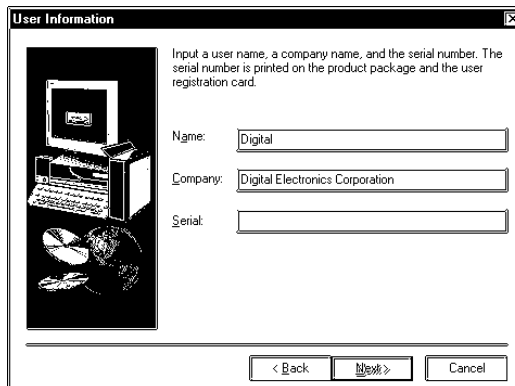 User Information
Input a user name, a company name, and the serial number. The
serial number is printed on the product package and the user
registration card.
Name:
Digital
Company:
Digital Electronics Corporation
Serial:
< Back
Next >
Cancel